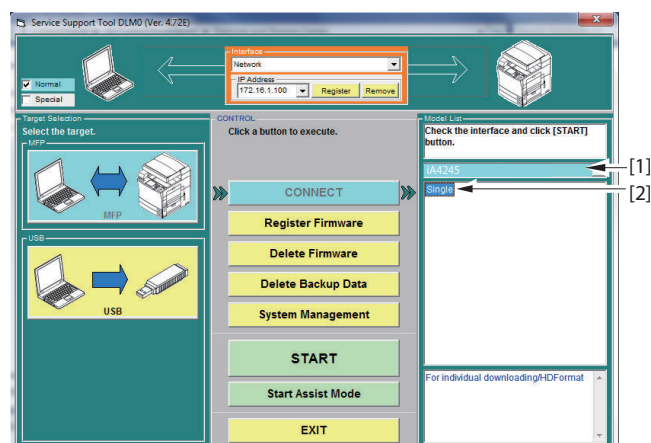 Service Support Tool DLM0 (Ver. 4.72E)
Interface
Network
IP Address
172.16.1.100
Register
Remove
Normal
Special
Target Selection
Select the target.
MFP
MFP
USB
USB
CONTROL
Click a button to execute.
CONNECT
Register Firmware
Delete Firmware
Delete Backup Data
System Management
START
Start Assist Mode
EXIT
Model List
Check the interface and click [START]
button.
iA4245
[1]
Single
[2]
For individual downloading/HDFormat